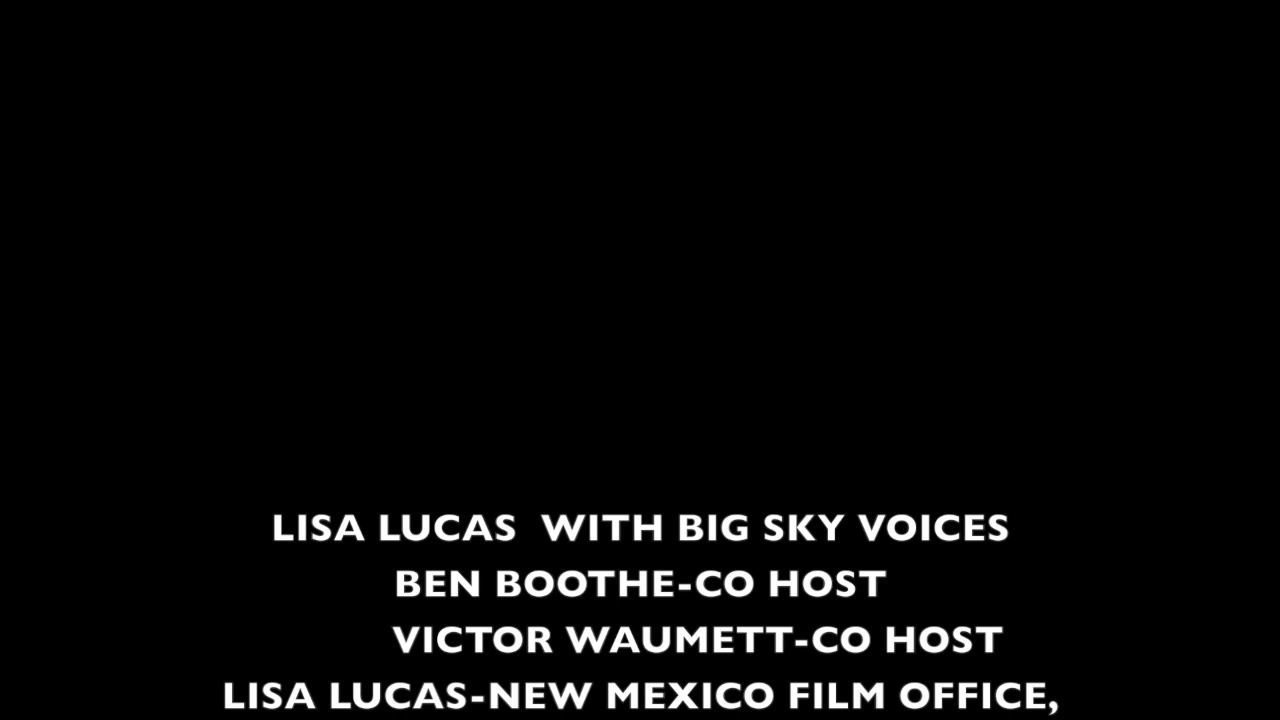 LISA LUCAS  WITH BIG SKY VOICES
BEN BOOTHE-CO HOST
VICTOR WAUMETT-CO HOST
LISA LUCAS-NEW MEXICO FILM OFFICE,